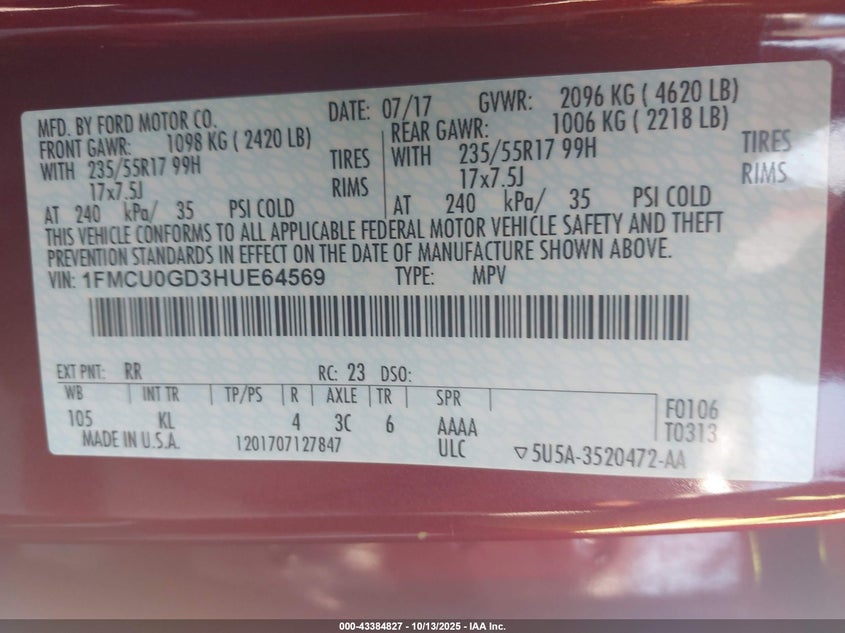 MFD. BY FORD MOTOR CO. DATE: 07/17 GVWR: 2096 KG ( 4620 LB)
FRONT GAWR: 1098 KG ( 2420 LB) REAR GAWR: 1006 KG ( 2218 LB)
WITH 235/55R17 99H TIRES WITH 235/55R17 99H TIRES
17x7.5J RIMS 17x7.5J RIMS
AT 240 kPa/ 35 PSI COLD AT 240 kPa/ 35 PSI COLD
THIS VEHICLE CONFORMS TO ALL APPLICABLE FEDERAL MOTOR VEHICLE SAFETY AND THEFT
PREVENTION STANDARDS IN EFFECT ON THE DATE OF MANUFACTURE SHOWN ABOVE.
VIN: 1FMCU0GD3HUE64569 TYPE: MPV
EXT PNT: RR RC: 23 DSO:
WB INT TR TP/PS R AXLE TR SPR
105 KL 4 3C 6 AAAA F0106
MADE IN U.S.A. 1201707127847 ULC T0313
▽5U5A-3520472-AA
000-43384827 - 10/13/2025 - IAA Inc.